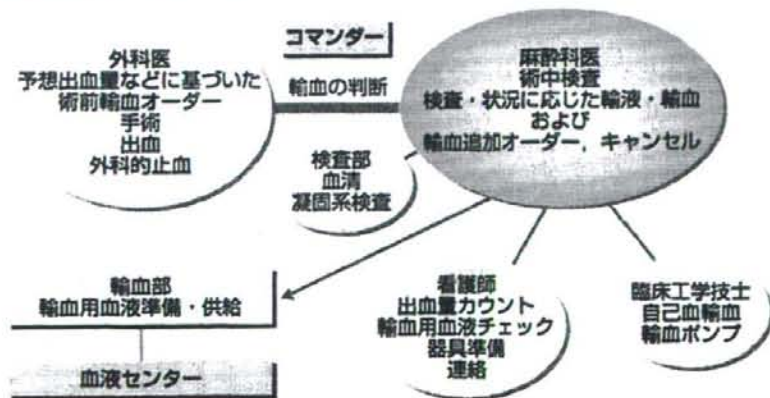 外科医
予想出血量などに基づいた
術前輸血オーダー
手術
出血
外科的止血
コマンダー
輸血の判断
麻酔科医
術中検査
検査・状況に応じた輸液・輸血
および
輸血追加オーダー，キャンセル
検査部
血清
凝固系検査
輸血部
輸血用血液準備・供給
血液センター
看護師
出血量カウント
輸血用血液チェック
器具準備
連絡
臨床工学技士
自己血輸血
輸血ポンプ